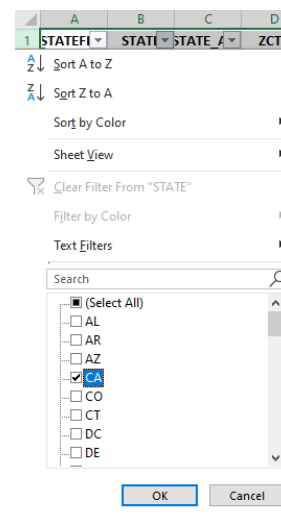 A B C D
1 STATEFI STATI STATE_A ZCT
Sort A to Z
Sort Z to A
Sort by Color
Sheet View
Clear Filter From "STATE"
Filter by Color
Text Filters
Search
(Select All)
AL
AR
AZ
CA
CO
CT
DC
DE
OK Cancel